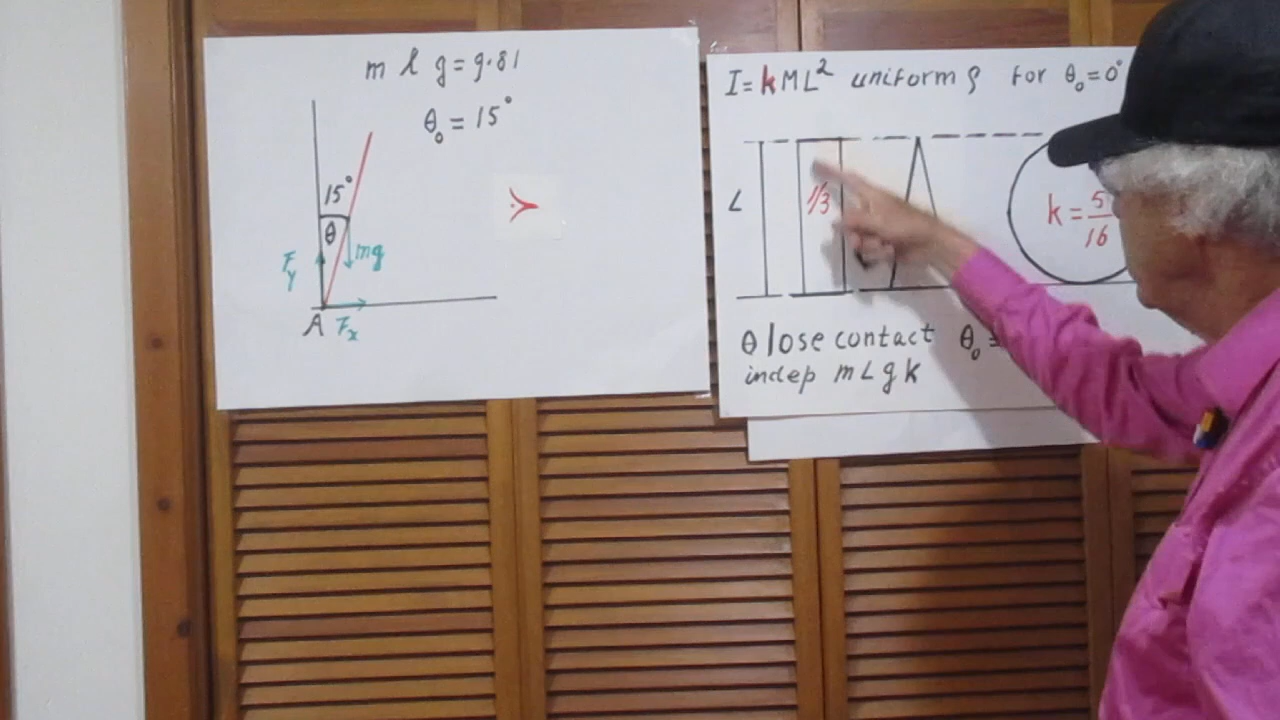 m l g = 9.81
θ₀ = 15°
15°
θ
mg
Fy
A Fx
I = kML² uniform ρ for θ₀ = 0°
L
1/3
k = 5/16
θ lose contact θ₀ =
indep m L g k